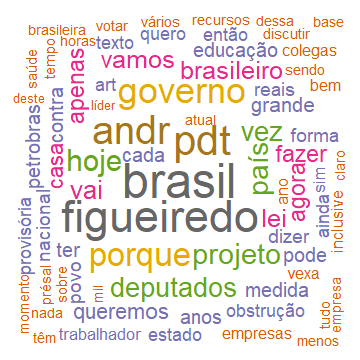 brasileira votar vários recursos dessa base
tempo horas texto quero então discutir
saúde apenas vamos educação colegas
deste art brasileiro sendo
líder governo reais bem
petrobras contra atual grande
casa andr pdt vez forma
hoje cada país fazer
provisória nacional vai brasil agora ainda sim inclusive claro
figueiredo lei ano
ter porque projeto dizer
momento présal sobre povo mil deputados pode vexa
nada queremos anos medida tudo empresa
têm trabalhador estado obstrução
empresas menos